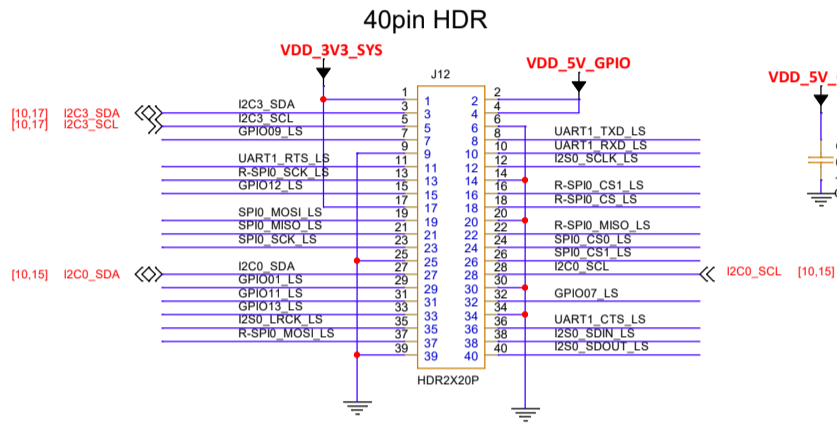 40pin HDR
VDD_3V3_SYS
J12
VDD_5V_GPIO
VDD_5V_
1 1 2 2
[10,17] I2C3_SDA I2C3_SDA 3 3 4 4
[10,17] I2C3_SCL I2C3_SCL 5 5 6 6
GPIO09_LS 7 7 8 8 UART1_TXD_LS
9 9 10 10 UART1_RXD_LS
UART1_RTS_LS 11 11 12 12 I2S0_SCLK_LS
R-SPI0_SCK_LS 13 13 14 14
GPIO12_LS 15 15 16 16 R-SPI0_CS1_LS
17 17 18 18 R-SPI0_CS_LS
SPI0_MOSI_LS 19 19 20 20
SPI0_MISO_LS 21 21 22 22 R-SPI0_MISO_LS
SPI0_SCK_LS 23 23 24 24 SPI0_CS0_LS
25 25 26 26 SPI0_CS1_LS
[10,15] I2C0_SDA I2C0_SDA 27 27 28 28 I2C0_SCL I2C0_SCL [10,15]
GPIO01_LS 29 29 30 30
GPIO11_LS 31 31 32 32 GPIO07_LS
GPIO13_LS 33 33 34 34
I2S0_LRCK_LS 35 35 36 36 UART1_CTS_LS
R-SPI0_MOSI_LS 37 37 38 38 I2S0_SDIN_LS
39 39 40 40 I2S0_SDOUT_LS
HDR2X20P